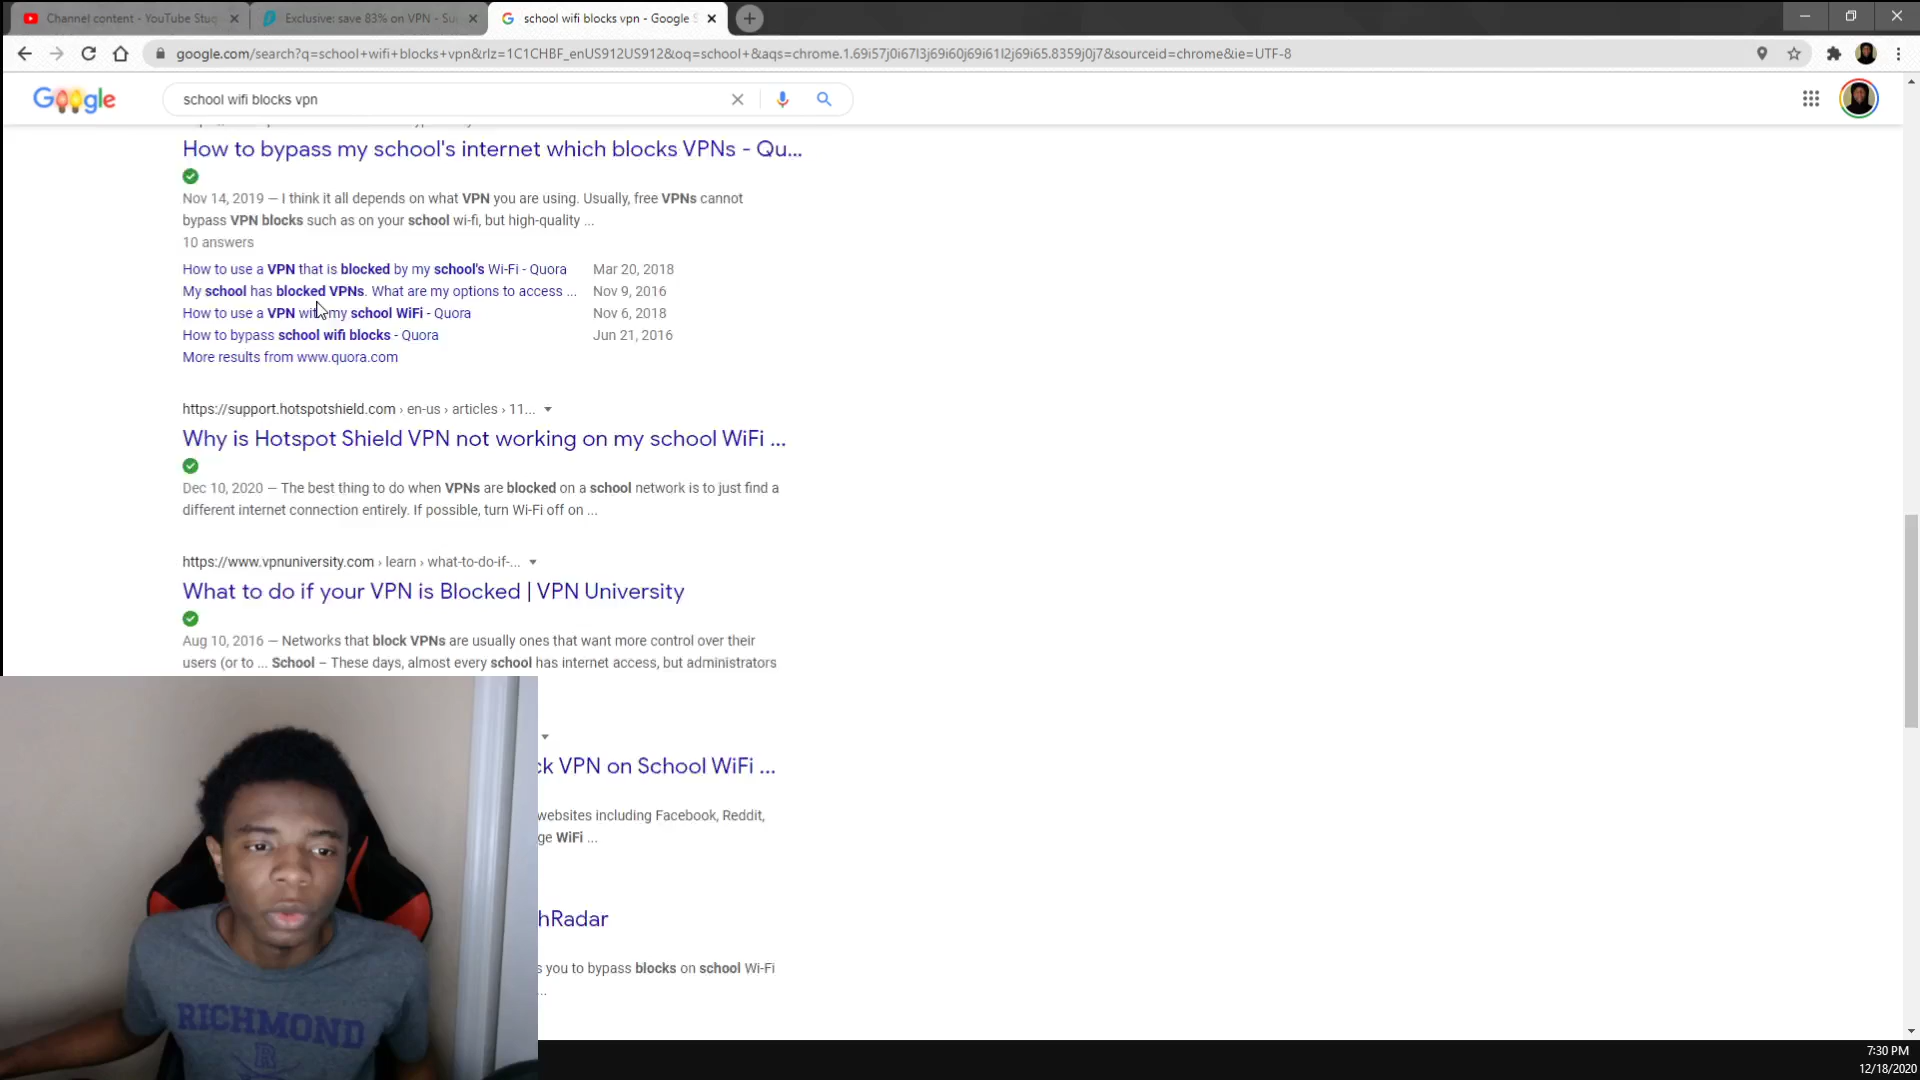 Channel content - YouTube Stu
Exclusive: save 83% on VPN - Su
school wifi blocks vpn - Google S
google.com/search?q=school+wifi+blocks+vpn&rlz=1C1CHBF_enUS912US912&oq=school+&aqs=chrome.1.69i57j0i67l3j69i60j69i61l2j69i65.8359j0j7&sourceid=chrome&ie=UTF-8
Google
school wifi blocks vpn
How to bypass my school's internet which blocks VPNs - Qu...
Nov 14, 2019 — I think it all depends on what VPN you are using. Usually, free VPNs cannot
bypass VPN blocks such as on your school wi-fi, but high-quality ...
10 answers
How to use a VPN that is blocked by my school's Wi-Fi - Quora Mar 20, 2018
My school has blocked VPNs. What are my options to access ... Nov 9, 2016
How to use a VPN with my school WiFi - Quora Nov 6, 2018
How to bypass school wifi blocks - Quora Jun 21, 2016
More results from www.quora.com
https://support.hotspotshield.com › en-us › articles › 11...
Why is Hotspot Shield VPN not working on my school WiFi ...
Dec 10, 2020 — The best thing to do when VPNs are blocked on a school network is to just find a
different internet connection entirely. If possible, turn Wi-Fi off on ...
https://www.vpnuniversity.com › learn › what-to-do-if-...
What to do if your VPN is Blocked | VPN University
Aug 10, 2016 — Networks that block VPNs are usually ones that want more control over their
users (or to ... School – These days, almost every school has internet access, but administrators
ck VPN on School WiFi ...
websites including Facebook, Reddit,
ge WiFi ...
hRadar
s you to bypass blocks on school Wi-Fi
...
RICHMOND
R
7:30 PM
12/18/2020